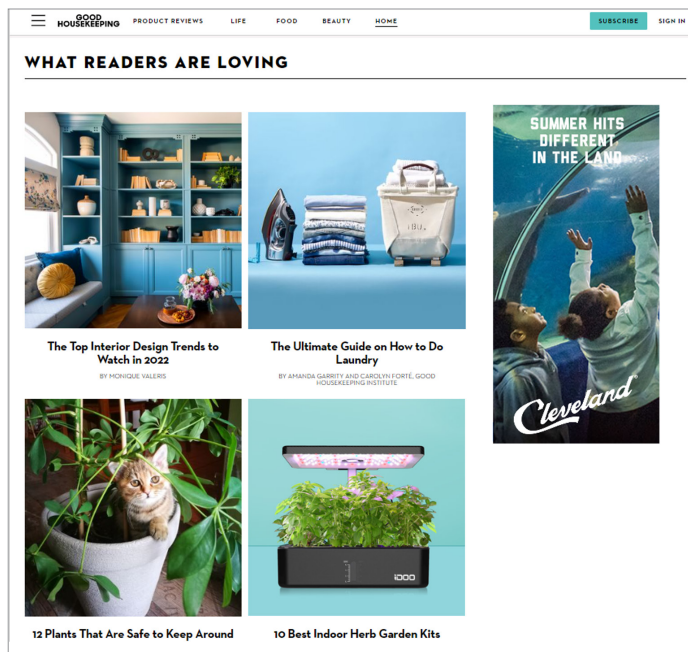 GOOD
HOUSEKEEPING
PRODUCT REVIEWS
LIFE
FOOD
BEAUTY
HOME
SUBSCRIBE
SIGN IN
WHAT READERS ARE LOVING
The Top Interior Design Trends to
Watch in 2022
BY MONIQUE VALERIS
The Ultimate Guide on How to Do
Laundry
BY AMANDA GARRITY AND CAROLYN FORTÉ, GOOD
HOUSEKEEPING INSTITUTE
SUMMER HITS
DIFFERENT
IN THE LAND
Cleveland
12 Plants That Are Safe to Keep Around
iDOO
10 Best Indoor Herb Garden Kits